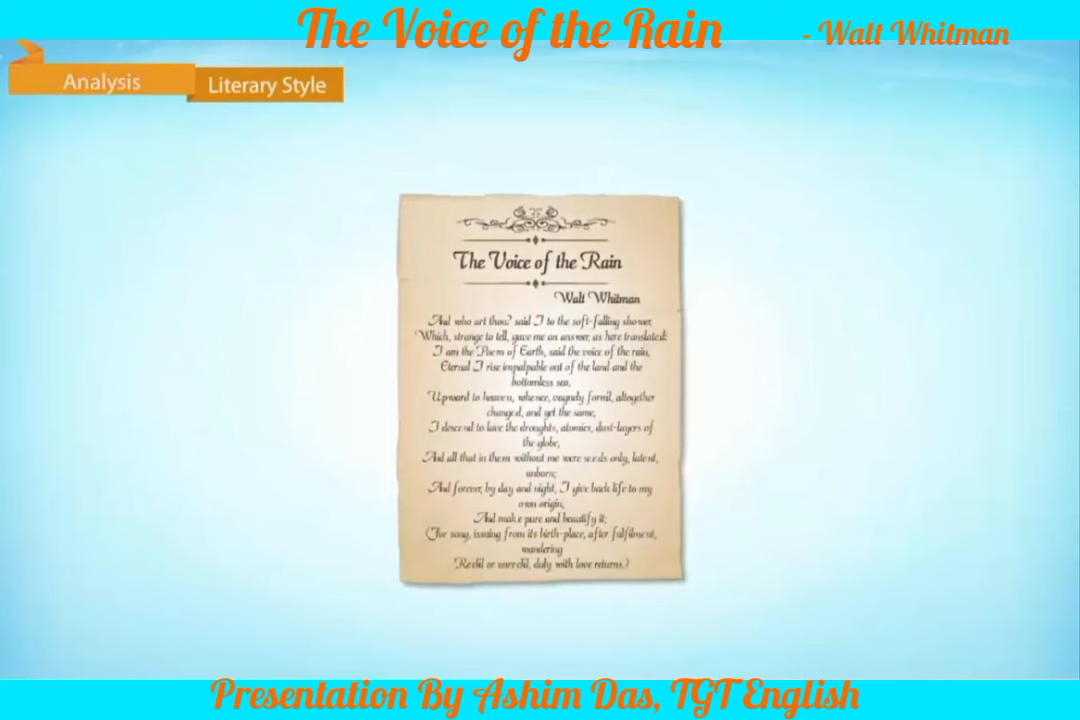 The Voice of the Rain
- Walt Whitman
Analysis
Literary Style
The Voice of the Rain
Walt Whitman
And who art thou? said I to the soft-falling shower,
Which, strange to tell, gave me an answer, as here translated:
I am the Poem of Earth, said the voice of the rain,
Eternal I rise impalpable out of the land and the
bottomless sea,
Upward to heaven, whence, vaguely form'd, altogether
changed, and yet the same,
I descend to lave the droughts, atomies, dust-layers of
the globe,
And all that in them without me were seeds only, latent,
unborn;
And forever, by day and night, I give back life to my
own origin,
And make pure and beautify it;
(For song, issuing from its birth-place, after fulfilment,
wandering
Reck'd or unreck'd, duly with love returns.)
Presentation By Ashim Das, TGT English